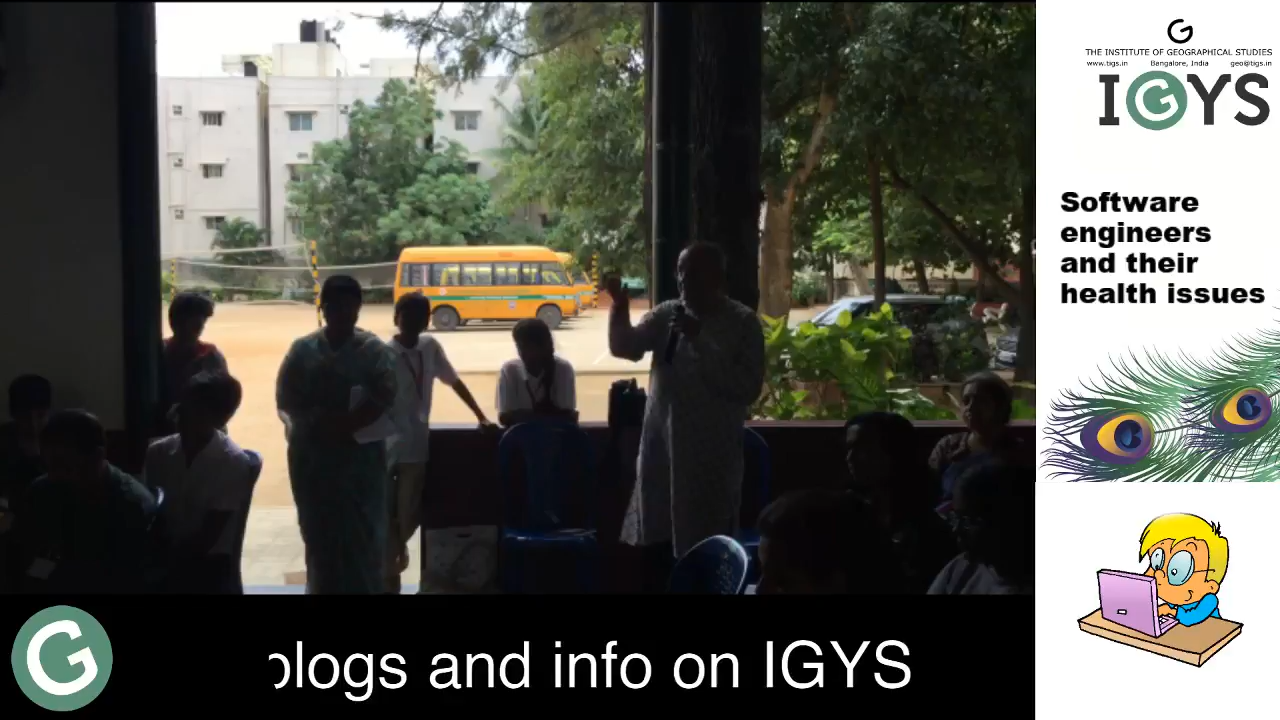 THE INSTITUTE OF GEOGRAPHICAL STUDIES
www.tigs.in Bangalore, India geo@tigs.in
IGYS
Software
engineers
and their
health issues
G
blogs and info on IGYS